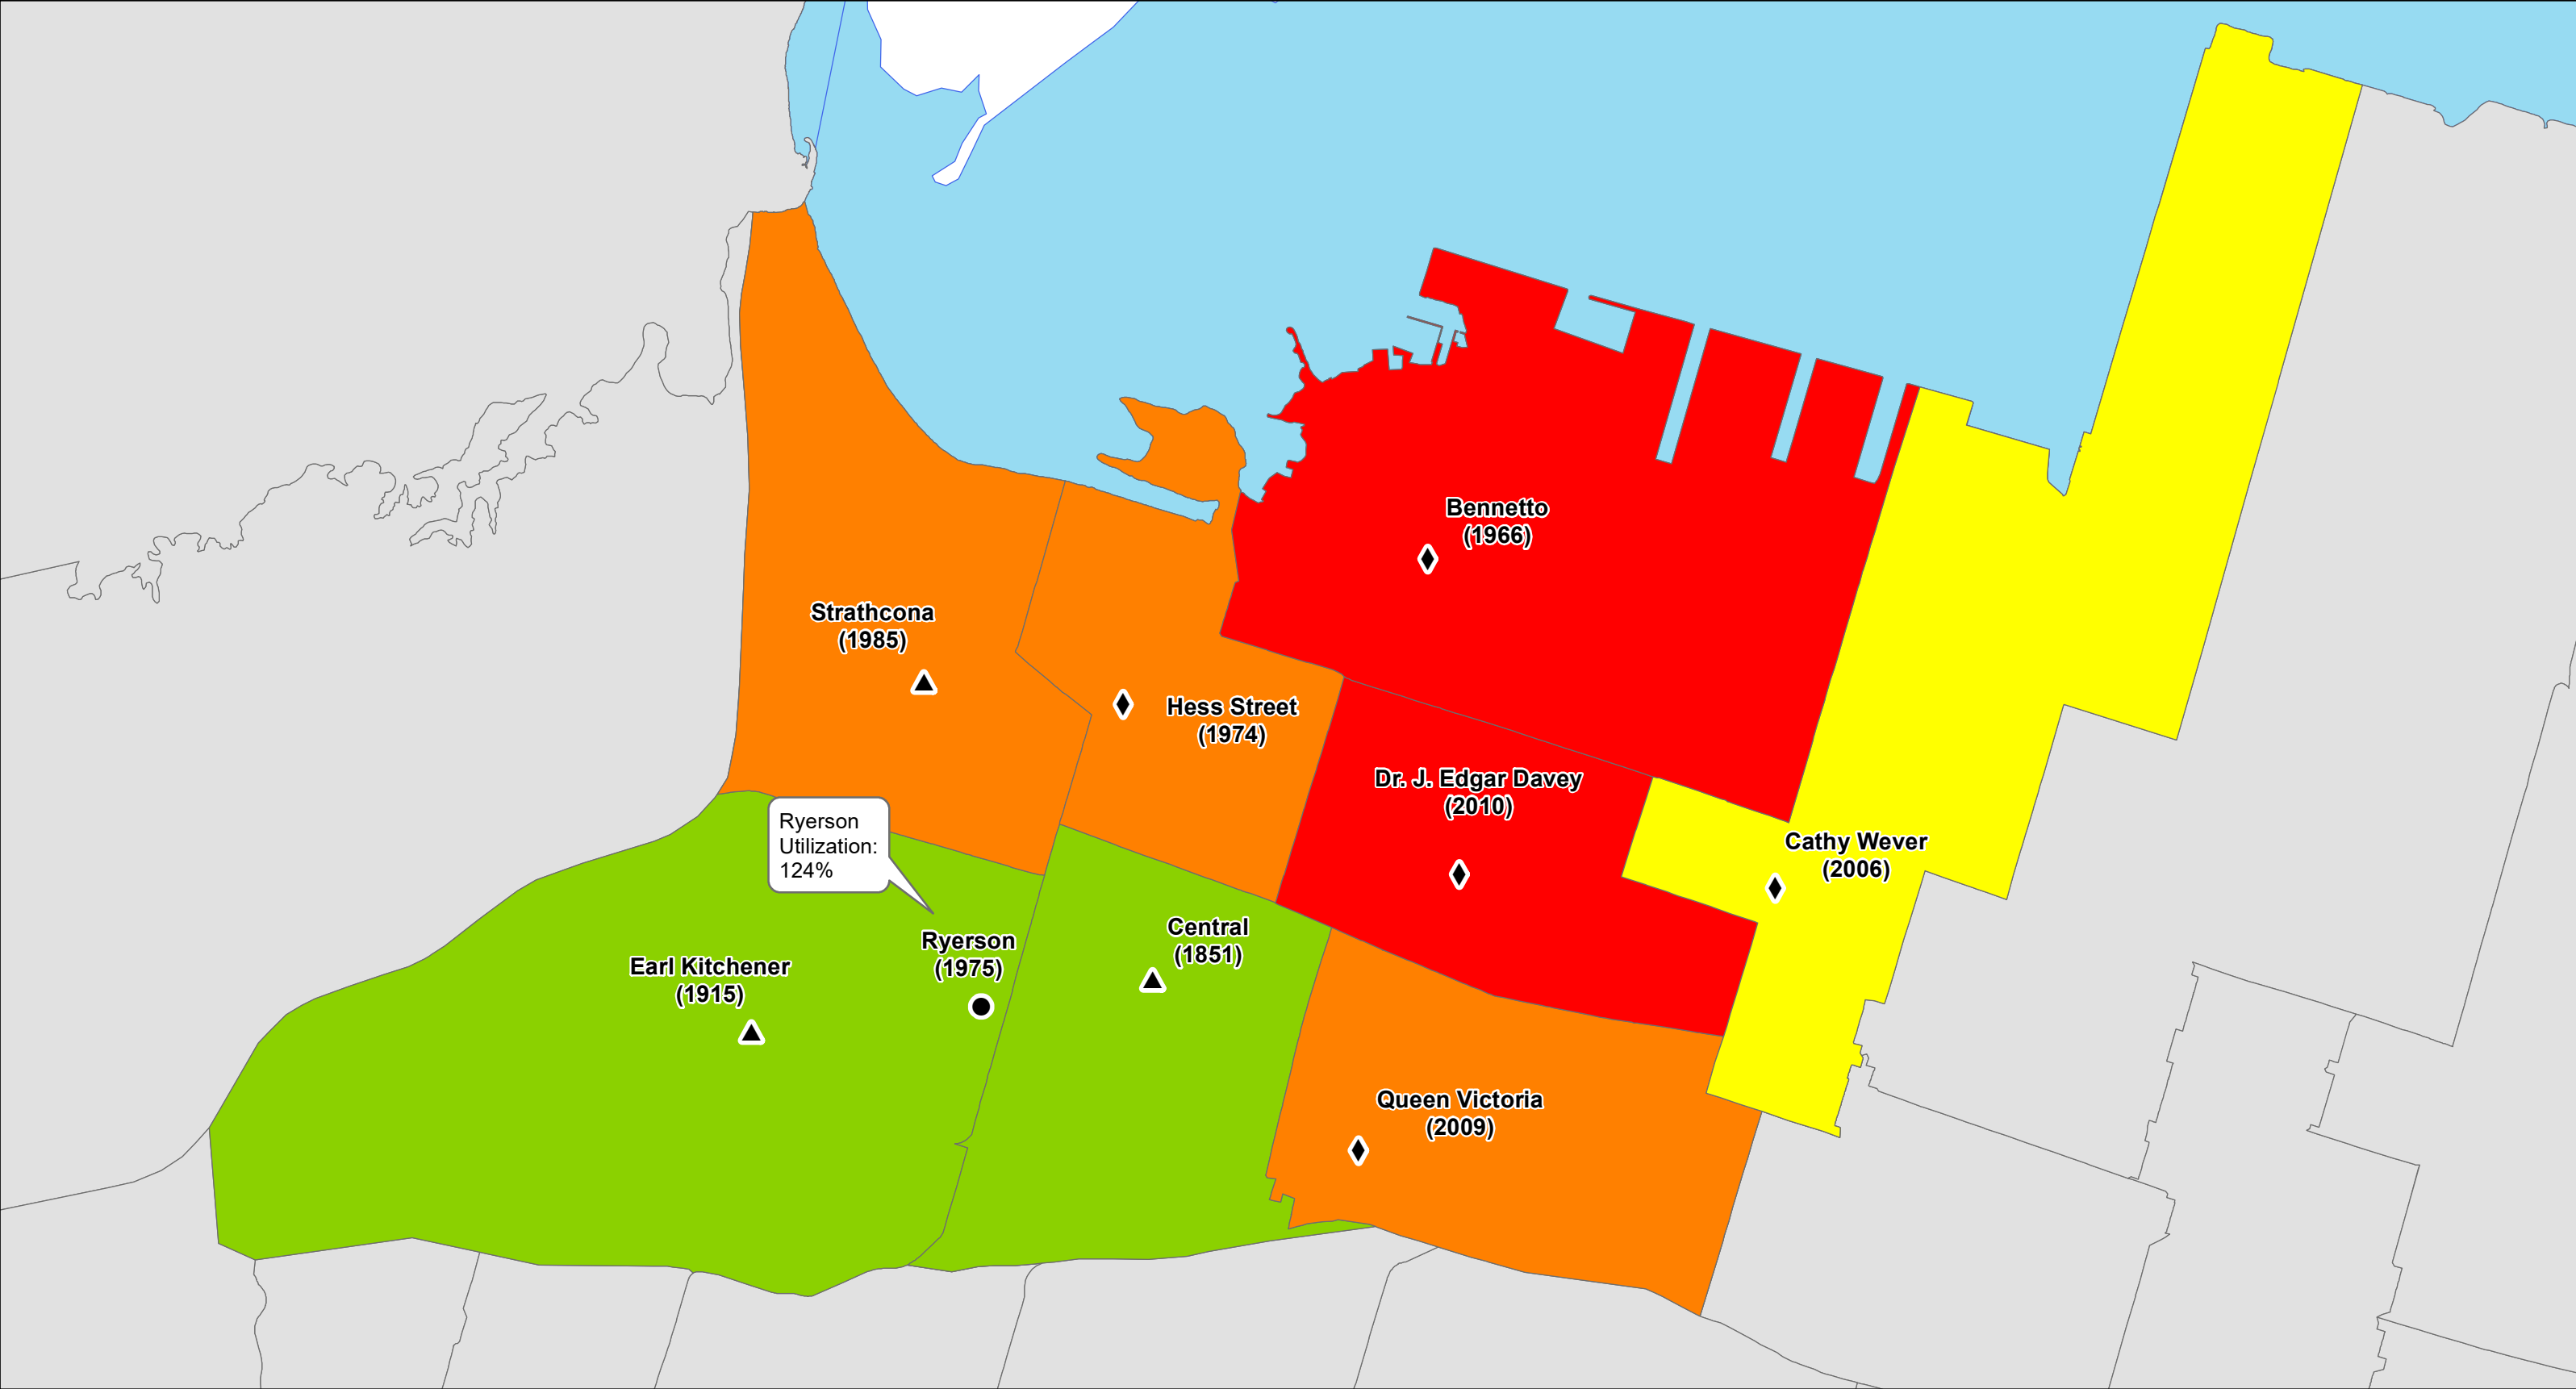 Bennetto
(1966)
Strathcona
(1985)
Hess Street
(1974)
Dr. J. Edgar Davey
(2010)
Ryerson
Utilization:
124%
Cathy Wever
(2006)
Central
(1851)
Ryerson
(1975)
Earl Kitchener
(1915)
Queen Victoria
(2009)